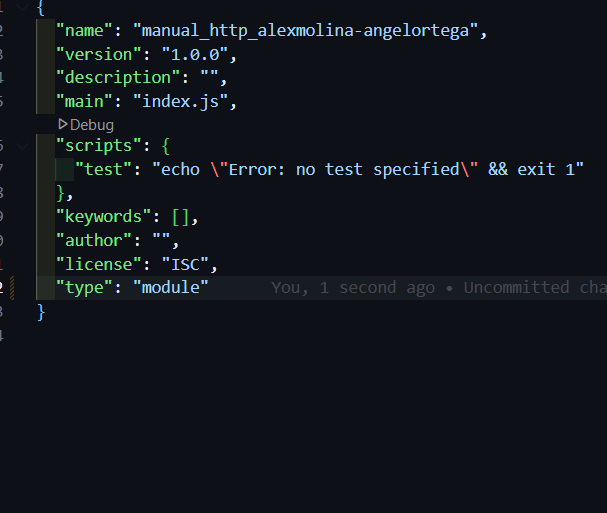 {
"name": "manual_http_alexmolina-angelortega",
"version": "1.0.0",
"description": "",
"main": "index.js",
Debug
"scripts": {
"test": "echo \"Error: no test specified\" && exit 1"
},
"keywords": [],
"author": "",
"license": "ISC",
"type": "module" You, 1 second ago • Uncommitted cha
}